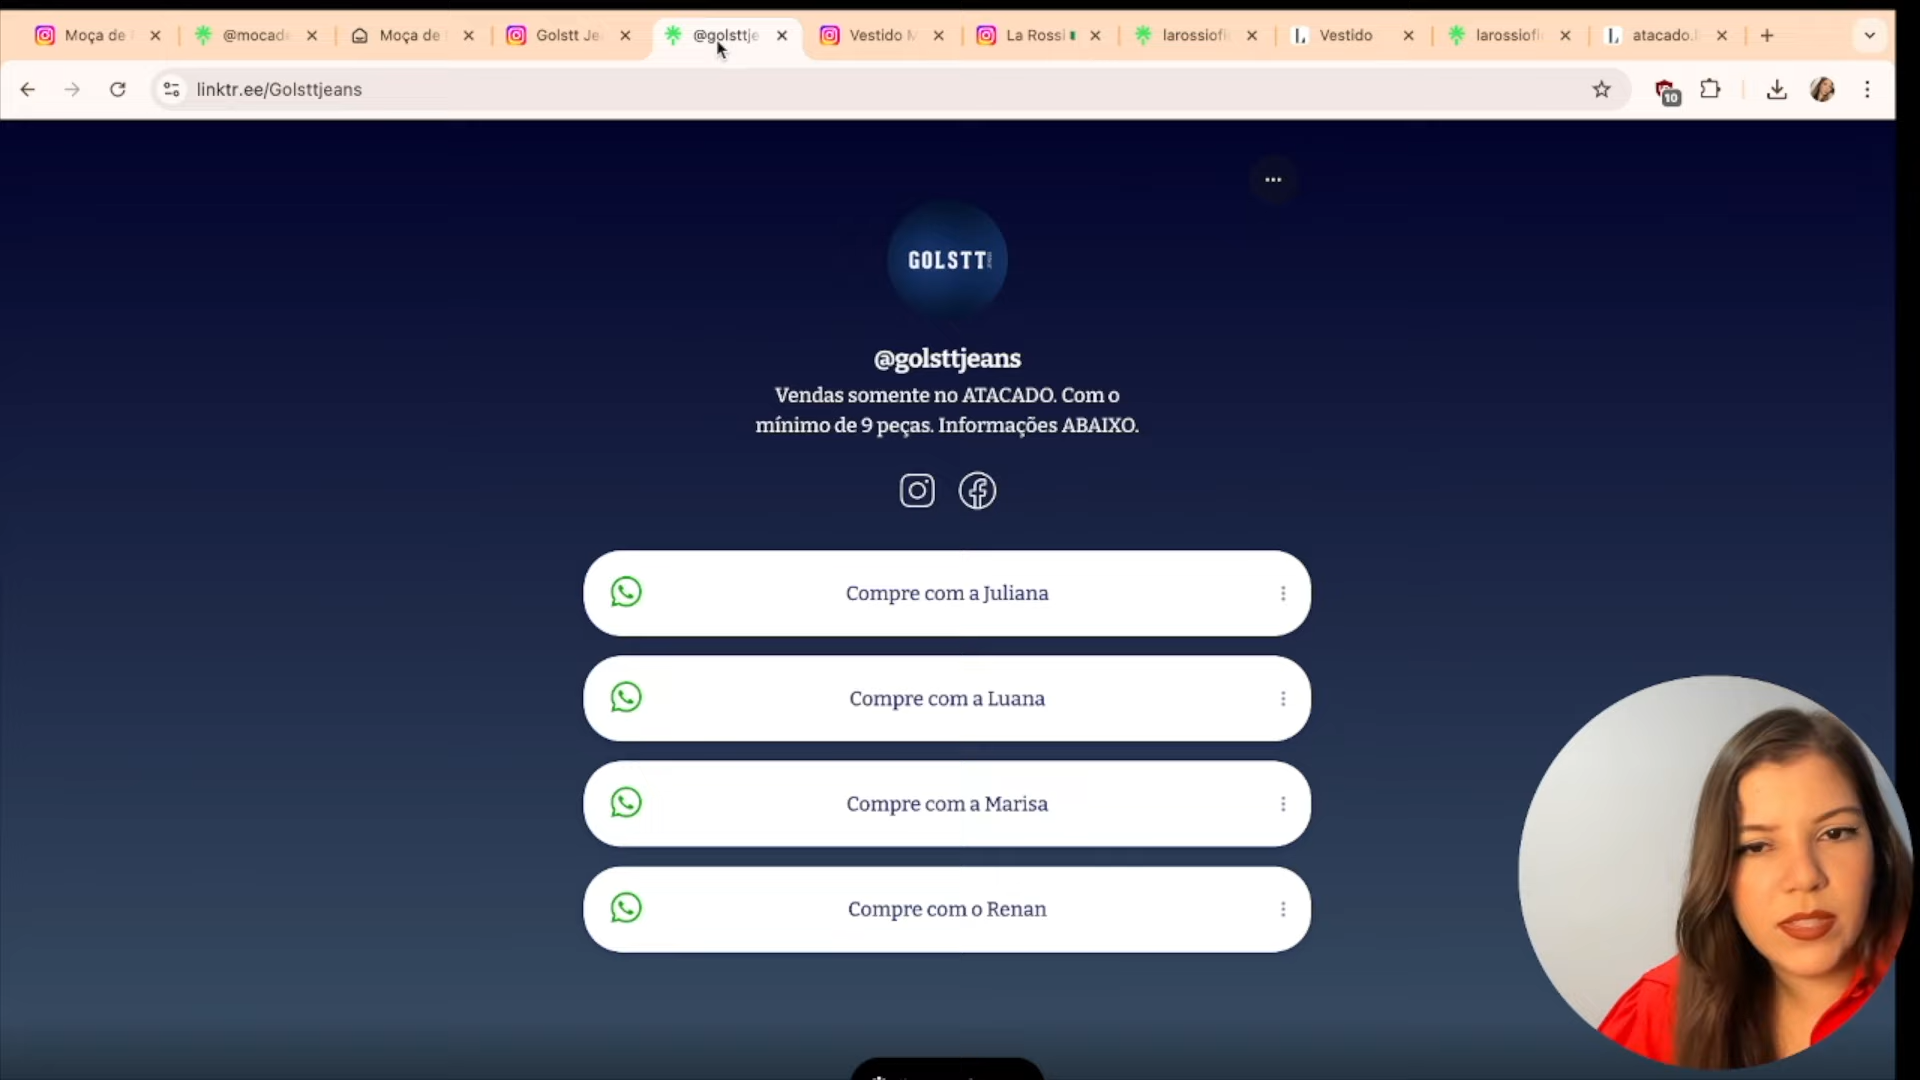 Moça de
@mocad
Moça de
Golstt Je
@golsttje
Vestido M
La Rossi
larossiofi
Vestido
larossiofi
atacado.l
linktr.ee/Golsttjeans
10
GOLSTT
@golsttjeans
Vendas somente no ATACADO. Com o
mínimo de 9 peças. Informações ABAIXO.
Compre com a Juliana
Compre com a Luana
Compre com a Marisa
Compre com o Renan